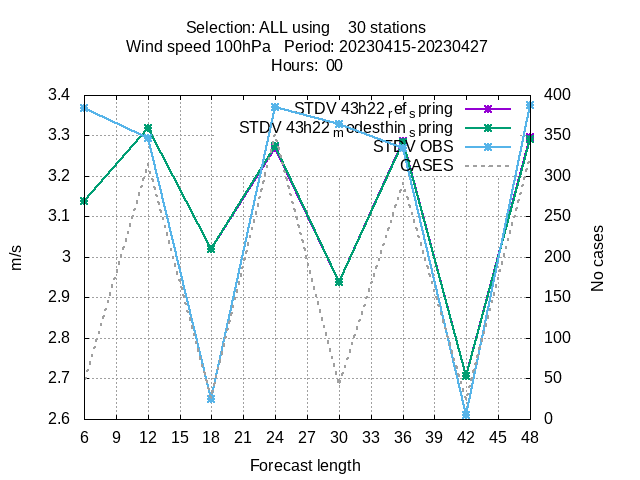 Selection: ALL using 30 stations
Wind speed 100hPa Period: 20230415-20230427
Hours: 00
STDV 43h22ref spring
STDV 43h22modesthinspring
STDV OBS
CASES
3.4
3.3
3.2
3.1
3
2.9
2.8
2.7
2.6
400
350
300
250
200
150
100
50
0
m/s
No cases
6 9 12 15 18 21 24 27 30 33 36 39 42 45 48
Forecast length